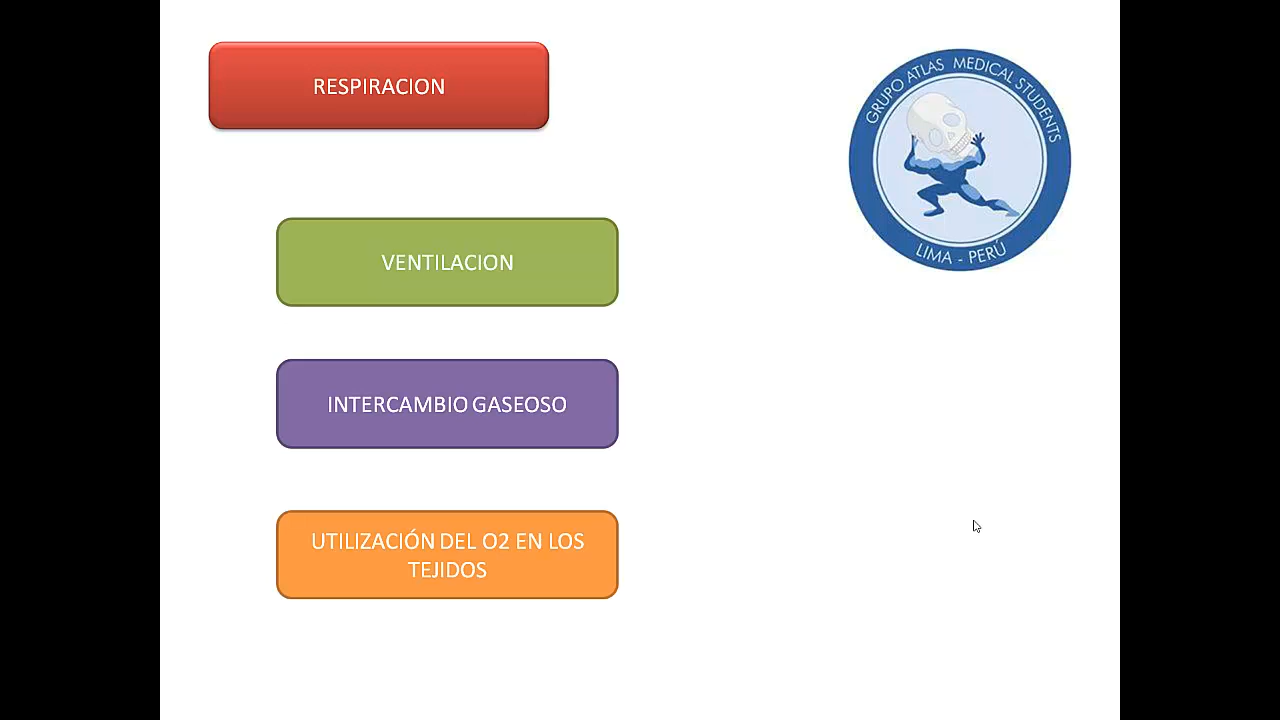 RESPIRACION
GRUPO ATLAS MEDICAL STUDENTS
LIMA - PERÚ
VENTILACION
INTERCAMBIO GASEOSO
UTILIZACIÓN DEL O2 EN LOS
TEJIDOS